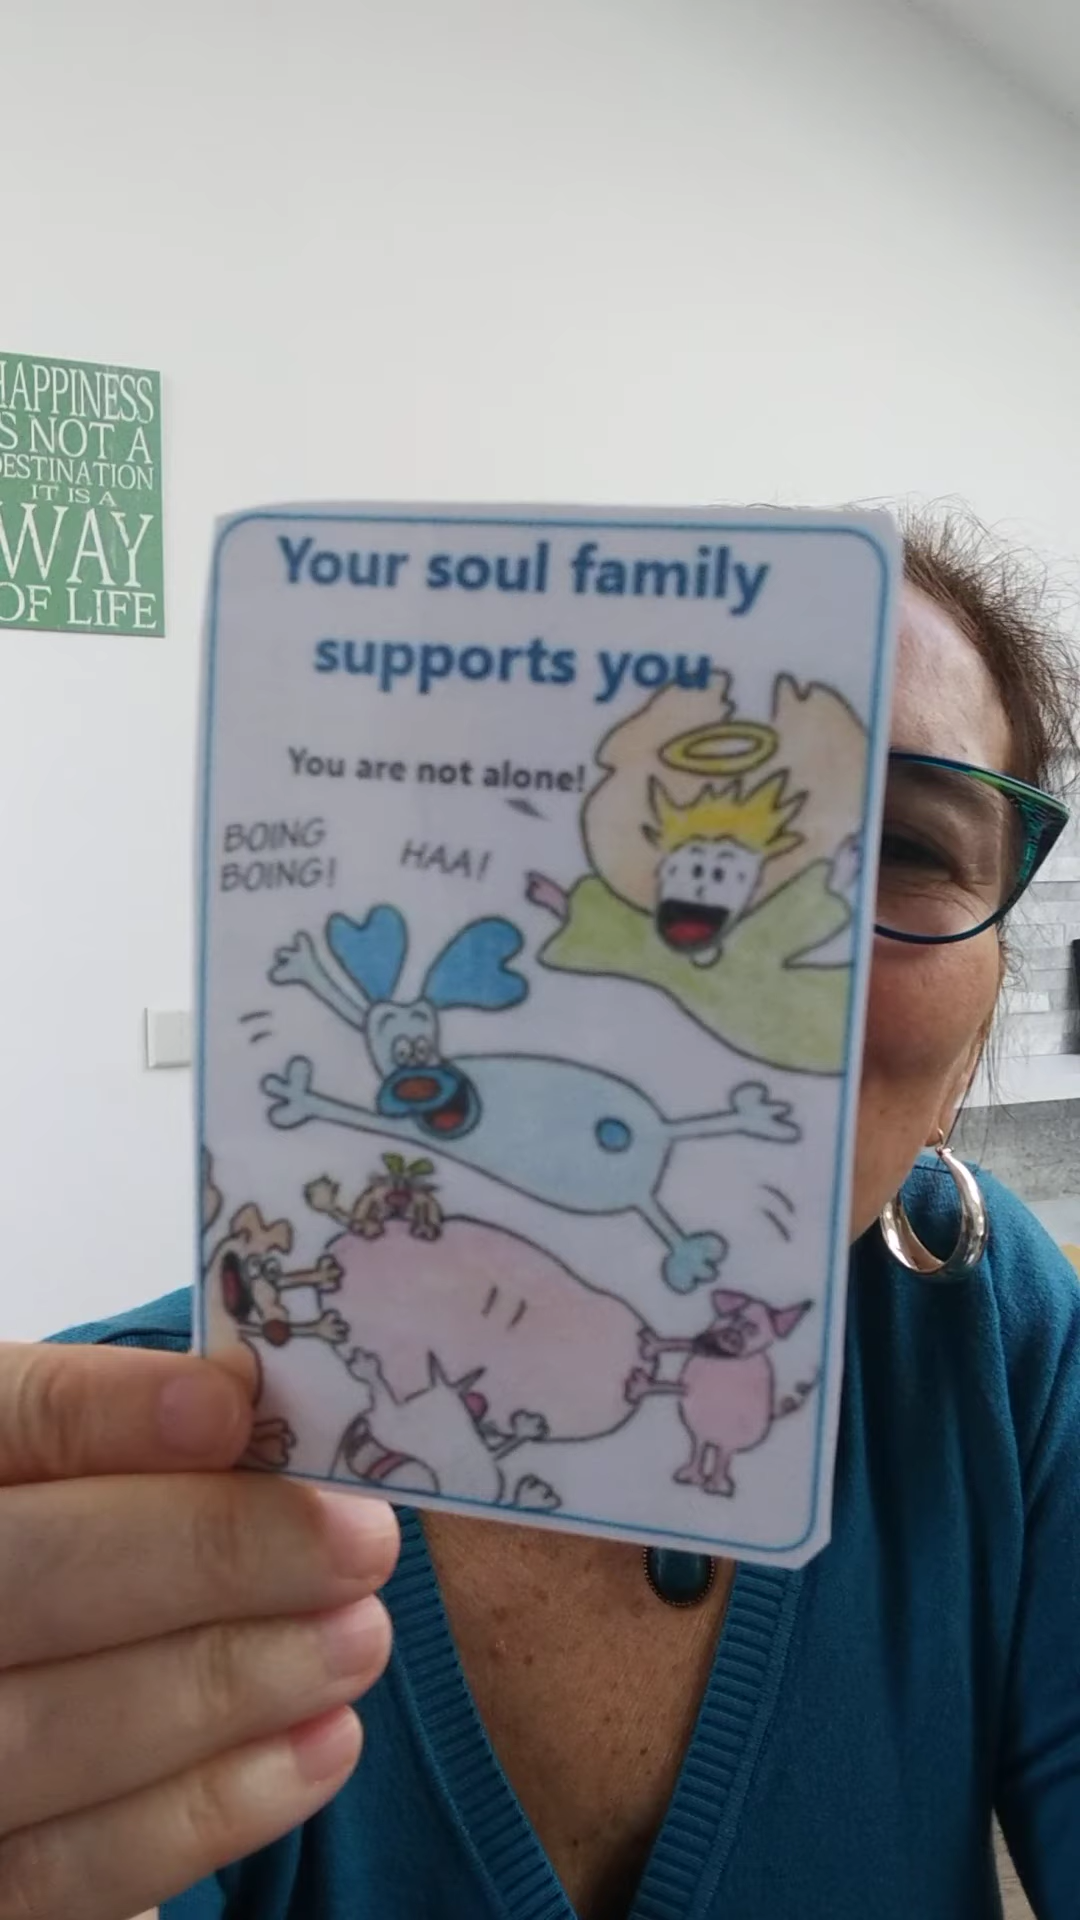 HAPPINESS
IS NOT A
DESTINATION
IT IS A
WAY
OF LIFE
Your soul family
supports you
You are not alone!
BOING
BOING!
HAA!